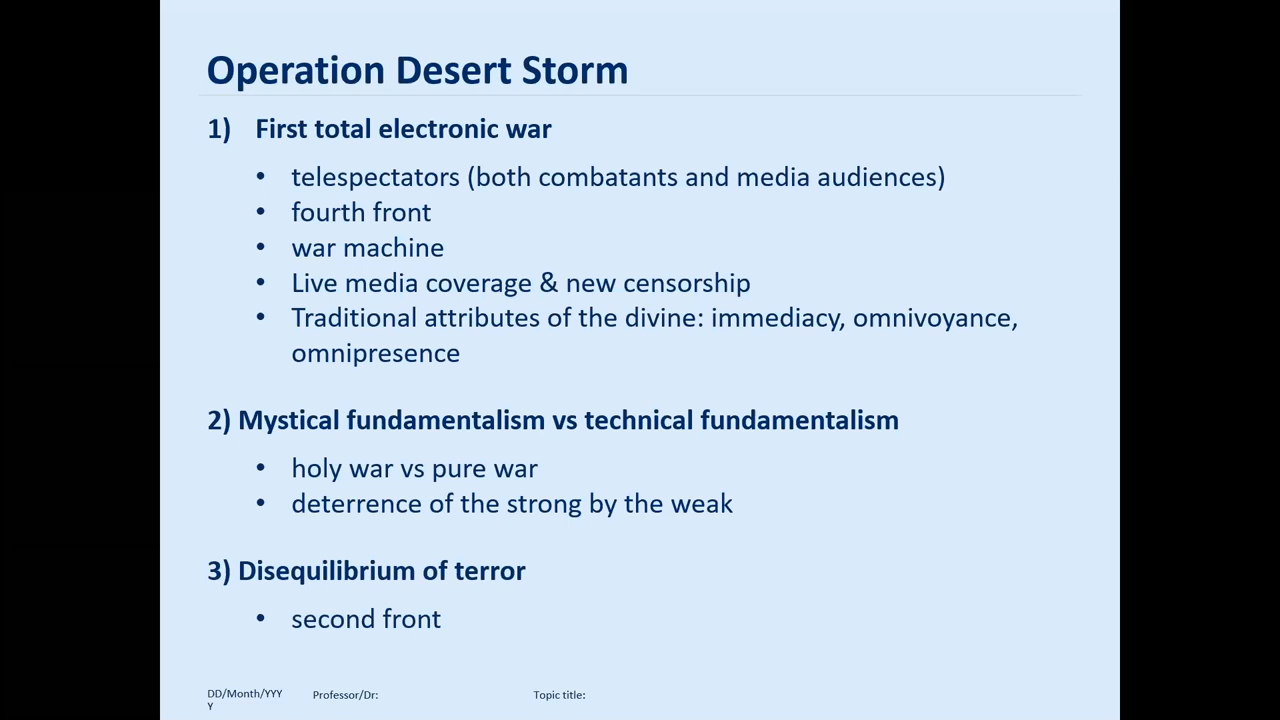 Operation Desert Storm
1) First total electronic war
• telespectators (both combatants and media audiences)
• fourth front
• war machine
• Live media coverage & new censorship
• Traditional attributes of the divine: immediacy, omnivoyance,
omnipresence
2) Mystical fundamentalism vs technical fundamentalism
• holy war vs pure war
• deterrence of the strong by the weak
3) Disequilibrium of terror
• second front
DD/Month/YYY
Y
Professor/Dr:
Topic title: